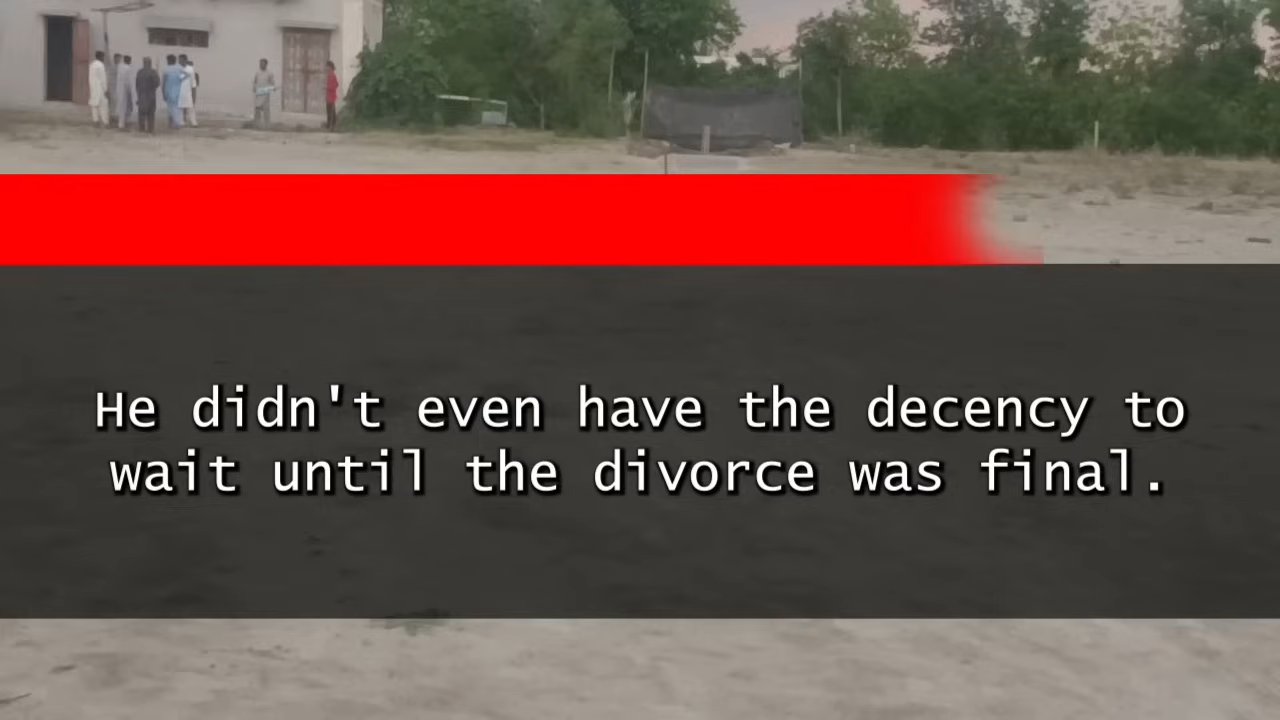 He didn't even have the decency to
wait until the divorce was final.